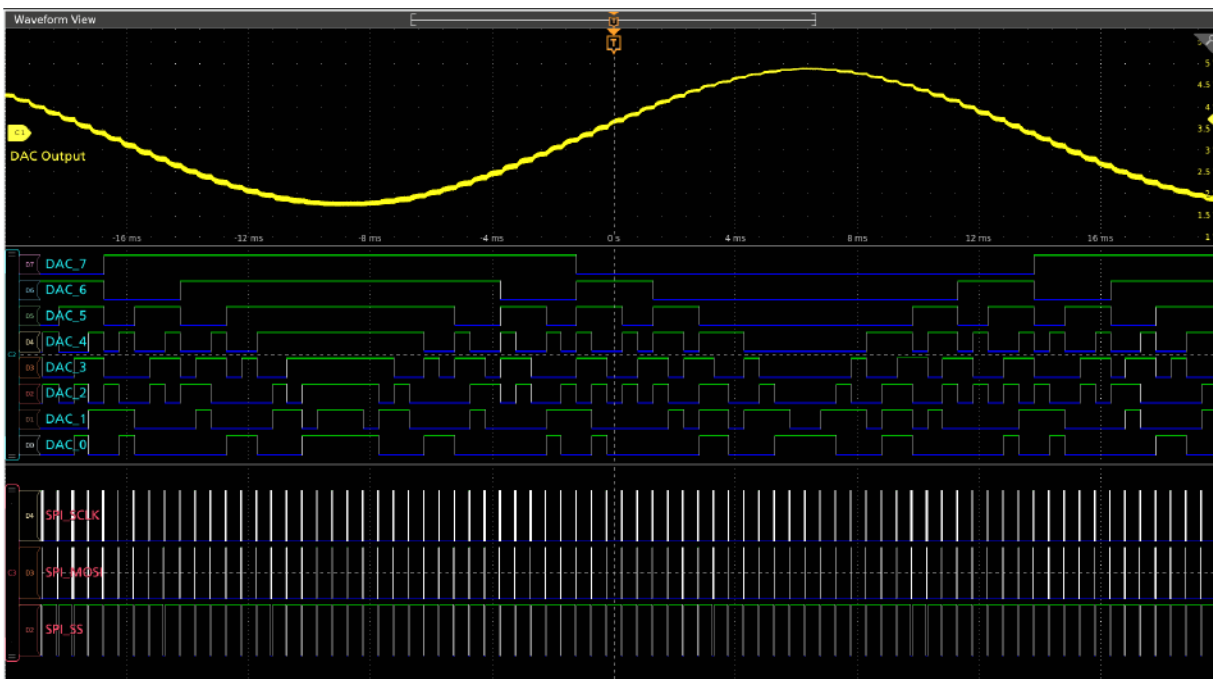 Waveform View
T
T
5
4.5
4
C1
3.5
DAC Output
3
2.5
2
1.5
-16 ms -12 ms -8 ms -4 ms 0 s 4 ms 8 ms 12 ms 16 ms 1
D7 DAC_7
D6 DAC_6
D5 DAC_5
D4 DAC_4
D3 DAC_3
D2 DAC_2
D1 DAC_1
D0 DAC_0
D4 SPI_SCLK
D3 SPI_MOSI
D2 SPI_SS